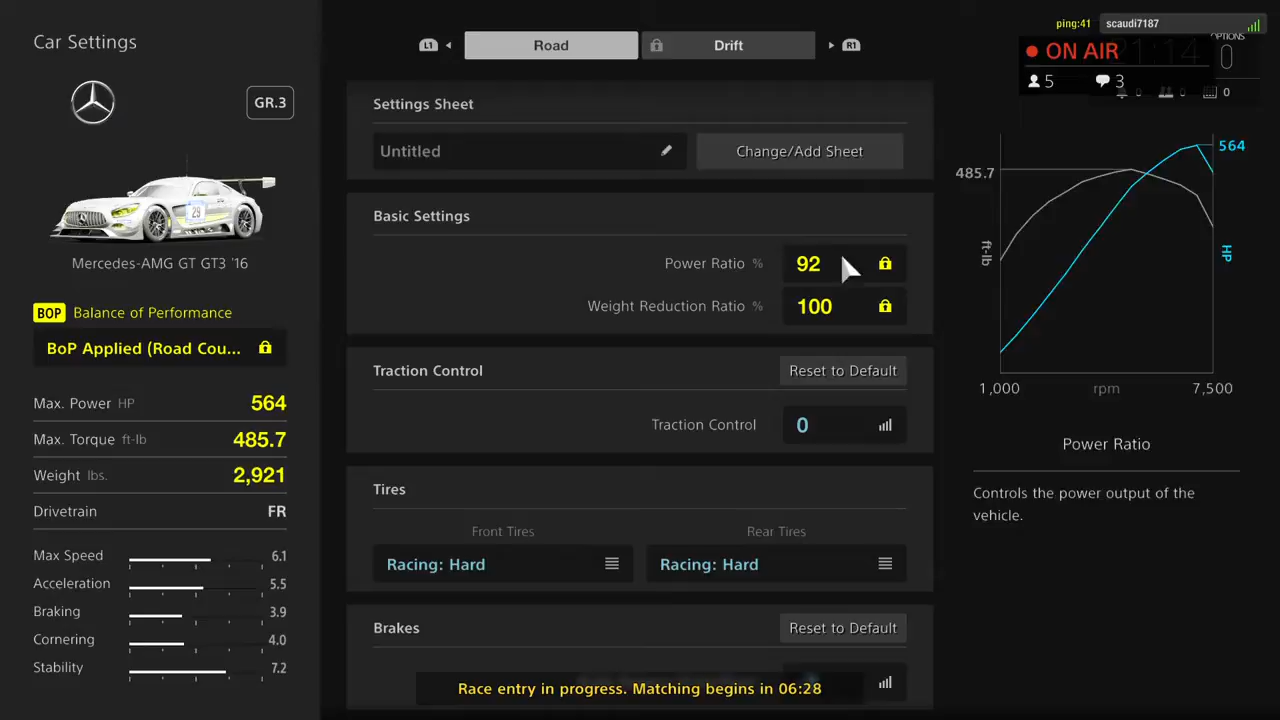 Car Settings
GR.3
29
Mercedes-AMG GT GT3 '16
BOP Balance of Performance
BoP Applied (Road Cou...
Max. Power HP 564
Max. Torque ft-lb 485.7
Weight lbs. 2,921
Drivetrain FR
Max Speed 6.1
Acceleration 5.5
Braking 3.9
Cornering 4.0
Stability 7.2
L1 Road Drift R1
Settings Sheet
Untitled Change/Add Sheet
Basic Settings
Power Ratio % 92
Weight Reduction Ratio % 100
Traction Control Reset to Default
Traction Control 0
Tires
Front Tires Rear Tires
Racing: Hard Racing: Hard
Brakes Reset to Default
Race entry in progress. Matching begins in 06:28
ping:41 scaudi7187
OPTIONS
ON AIR 21:14
5 3
0 0 0
564
485.7
ft-lb
HP
1,000 rpm 7,500
Power Ratio
Controls the power output of the
vehicle.